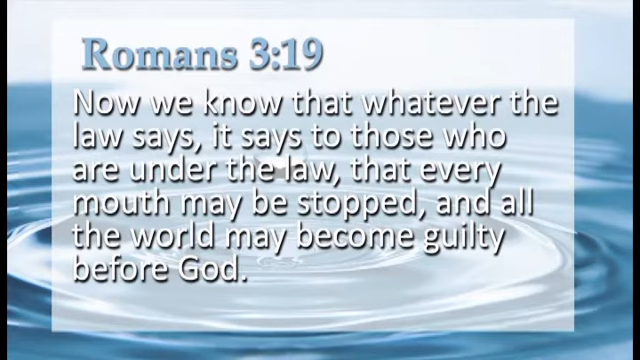 Romans 3:19
Now we know that whatever the
law says, it says to those who
are under the law, that every
mouth may be stopped, and all
the world may become guilty
before God.